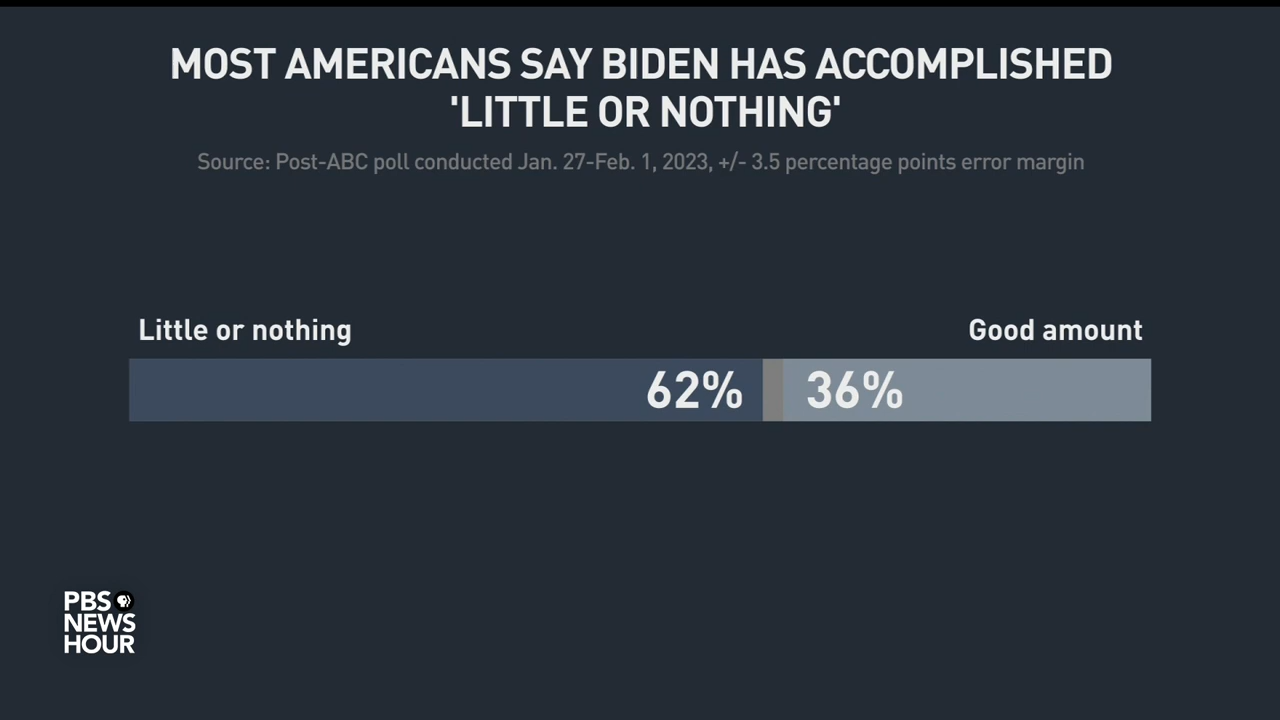 MOST AMERICANS SAY BIDEN HAS ACCOMPLISHED
'LITTLE OR NOTHING'
Source: Post-ABC poll conducted Jan. 27-Feb. 1, 2023, +/- 3.5 percentage points error margin
Little or nothing
Good amount
62%
36%
PBS
NEWS
HOUR